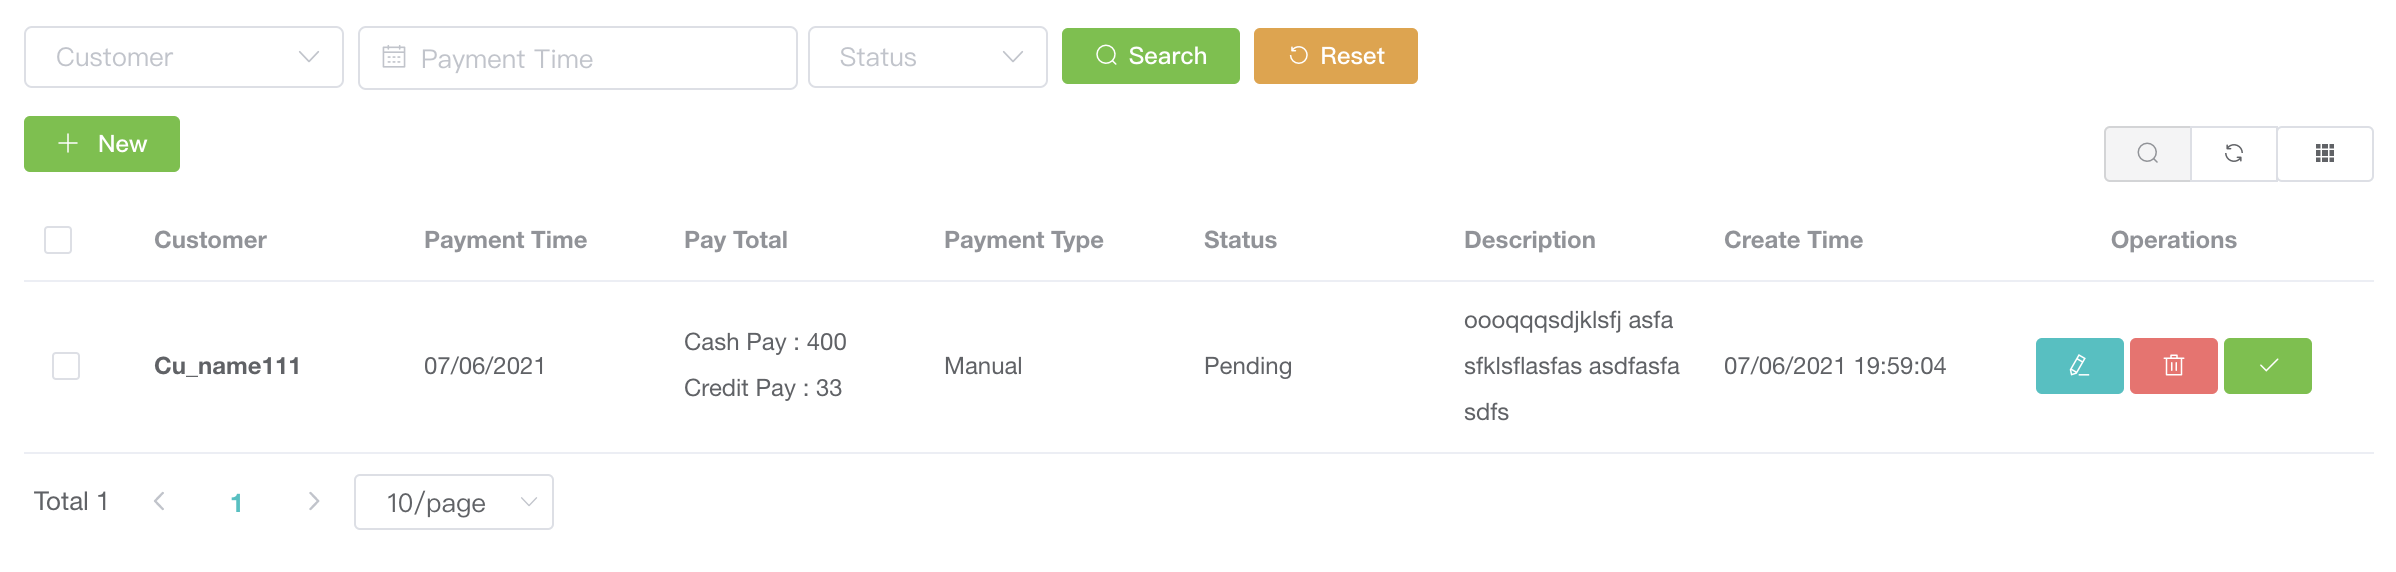 Customer Payment Time Status Search Reset
New
Customer Payment Time Pay Total Payment Type Status Description Create Time Operations
oooqqqsdjklsfj asfa
Cash Pay : 400
Cu_name111 07/06/2021 Manual Pending sfklsflasfas asdfasfa 07/06/2021 19:59:04
Credit Pay : 33
sdfs
Total 1 1 10/page